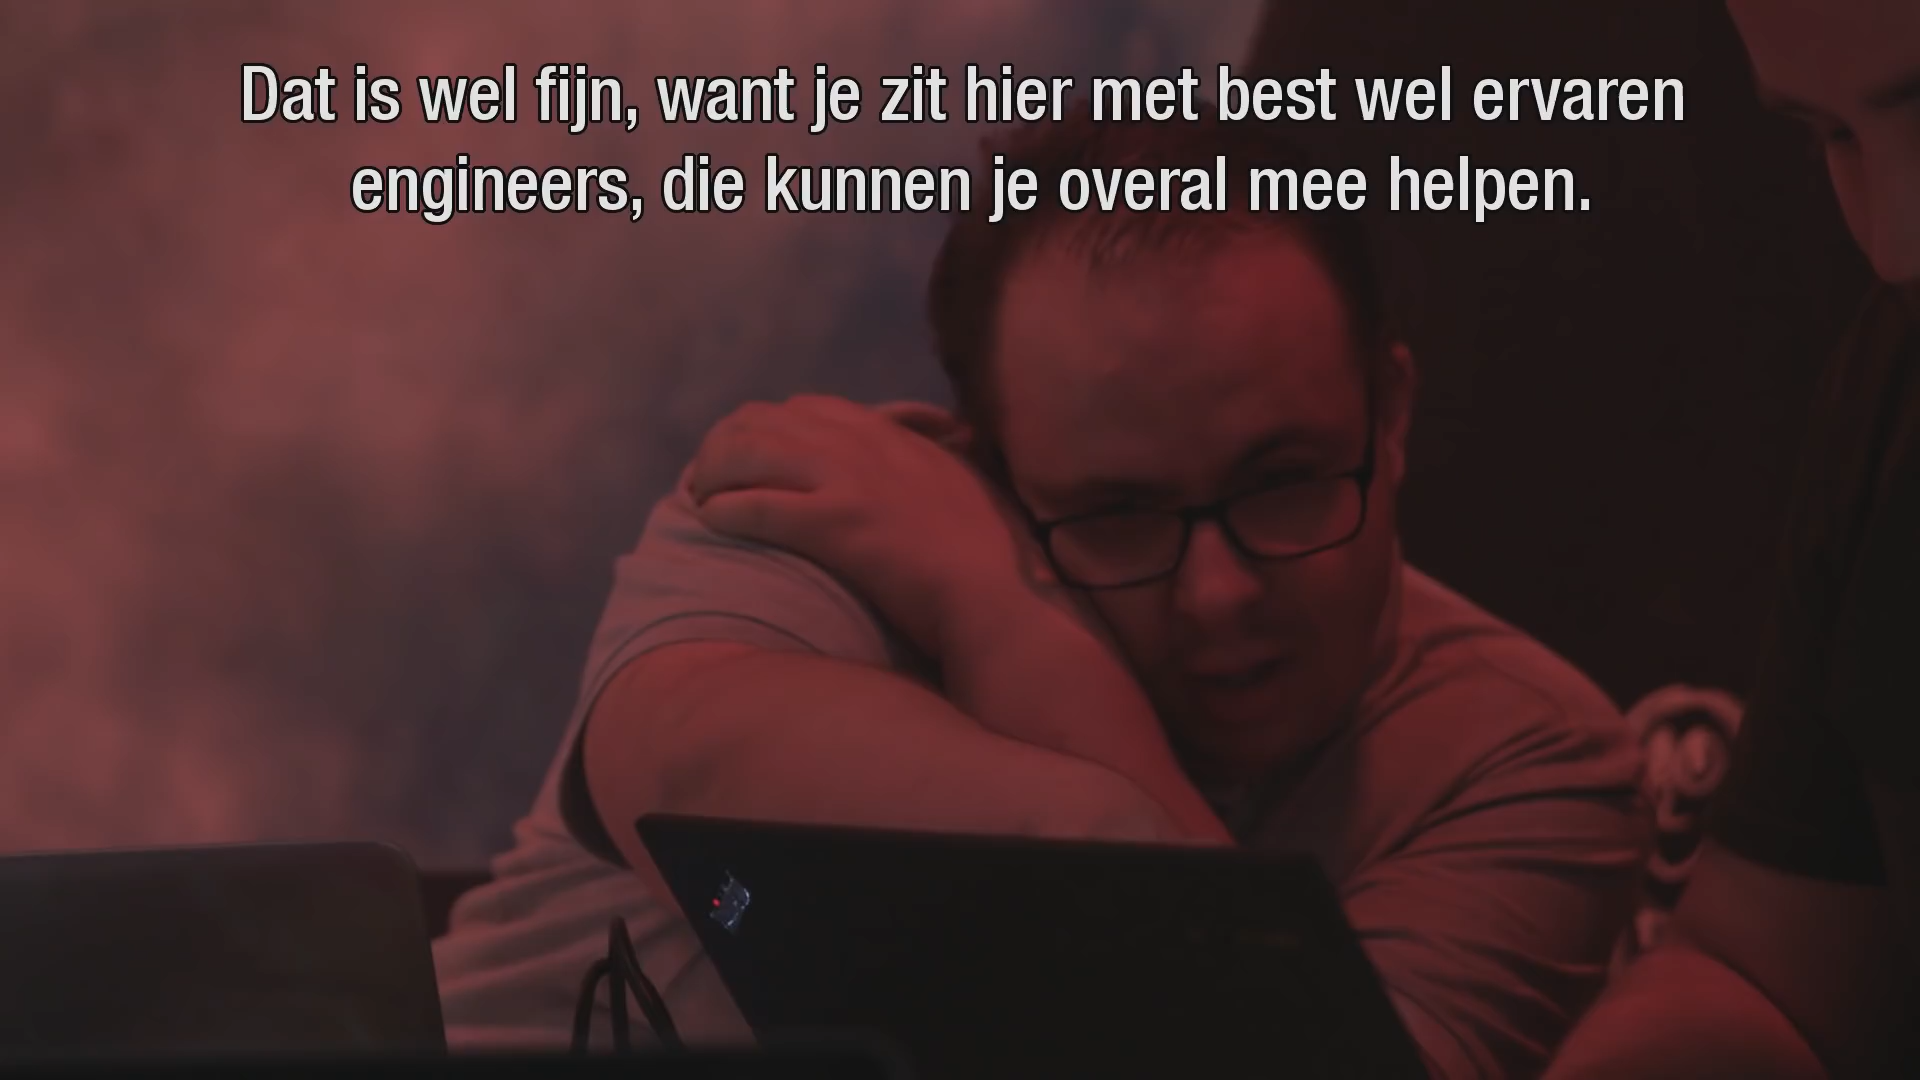 Dat is wel fijn, want je zit hier met best wel ervaren
engineers, die kunnen je overal mee helpen.